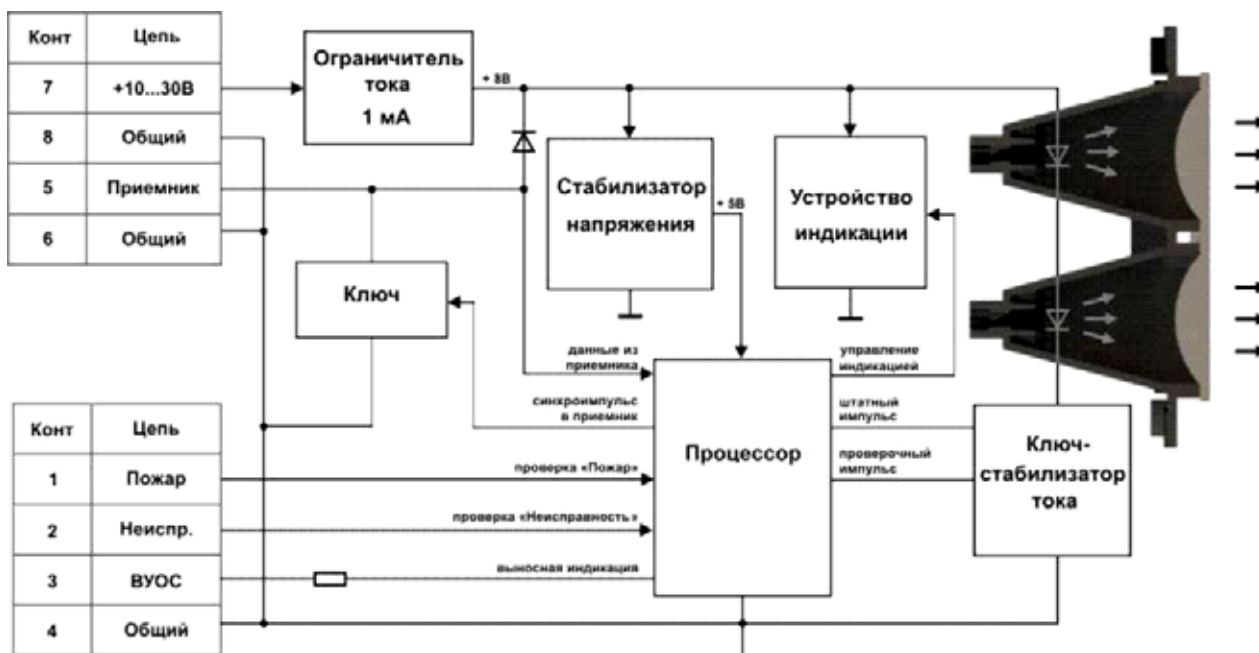 Конт Цепь
7 +10...30В
8 Общий
5 Приемник
6 Общий
Ограничитель
тока
1 мА
+ 8В
Стабилизатор
напряжения
+ 5В
Устройство
индикации
Ключ
данные из
приемника
синхроимпульс
в приемник
управление
индикацией
штатный
импульс
проверочный
импульс
Процессор
Ключ-
стабилизатор
тока
Конт Цепь
1 Пожар
2 Неиспр.
3 ВУОС
4 Общий
проверка «Пожар»
проверка «Неисправность»
выносная индикация